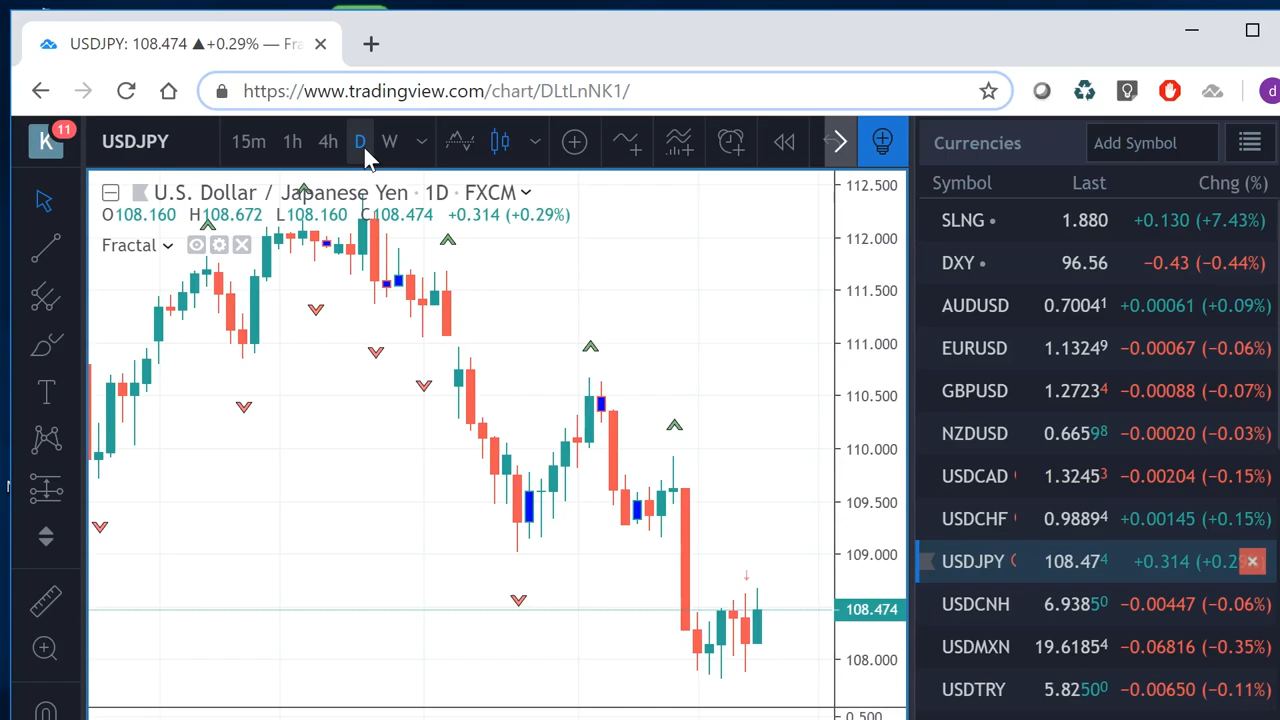 USDJPY: 108.474 ▲+0.29% — Fra
https://www.tradingview.com/chart/DLtLnNK1/
d
K 11
USDJPY 15m 1h 4h D W
Currencies Add Symbol
U.S. Dollar / Japanese Yen · 1D · FXCM
O108.160 H108.672 L108.160 C108.474 +0.314 (+0.29%)
Fractal
112.500
112.000
111.500
111.000
110.500
110.000
109.500
109.000
108.474
108.000
0.500
T
Symbol Last Chng (%)
SLNG 1.880 +0.130 (+7.43%)
DXY 96.56 −0.43 (−0.44%)
AUDUSD 0.70041 +0.00061 (+0.09%)
EURUSD 1.13249 −0.00067 (−0.06%)
GBPUSD 1.27234 −0.00088 (−0.07%)
NZDUSD 0.66598 −0.00020 (−0.03%)
USDCAD 1.32453 −0.00204 (−0.15%)
USDCHF 0.98894 +0.00145 (+0.15%)
USDJPY 108.474 +0.314 (+0.2
USDCNH 6.93850 −0.00447 (−0.06%)
USDMXN 19.61854 −0.06816 (−0.35%)
USDTRY 5.82500 −0.00650 (−0.11%)